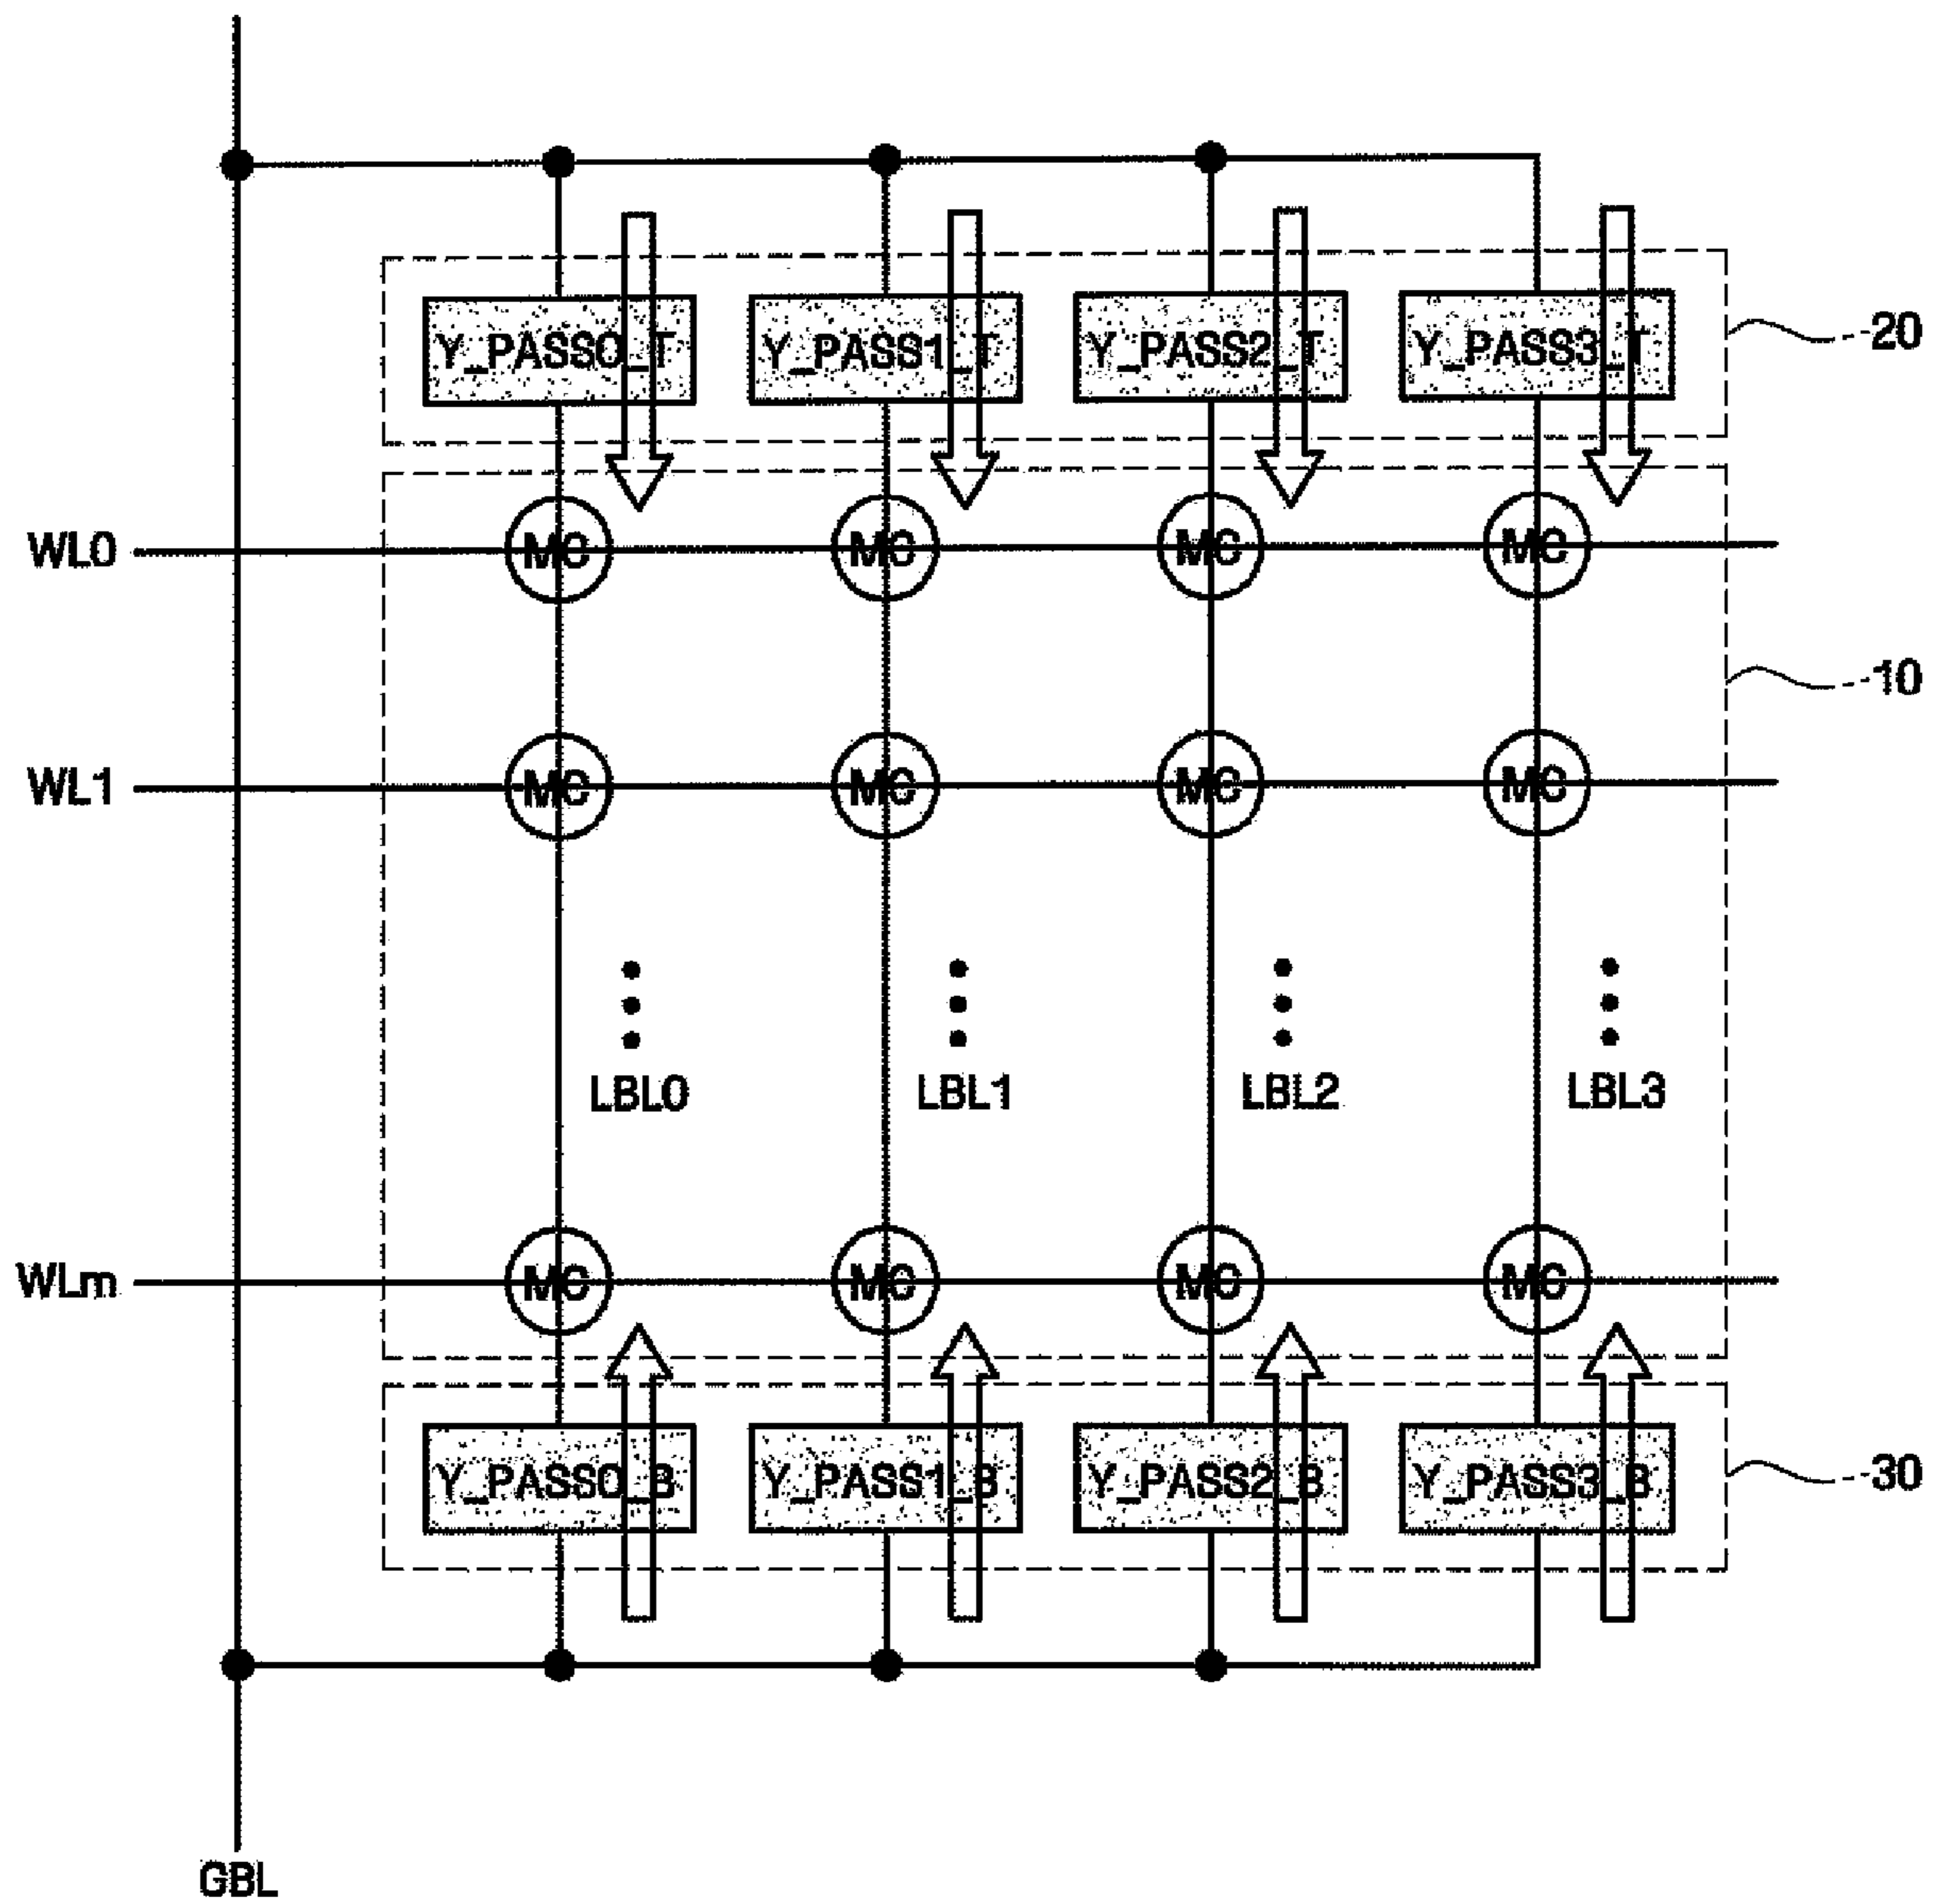 Y_PASS0_T Y_PASS1_T Y_PASS2_T Y_PASS3_T 20
WL0 MC MC MC MC
10
WL1 MC MC MC MC
LBL0 LBL1 LBL2 LBL3
WLm MC MC MC MC
Y_PASS0_B Y_PASS1_B Y_PASS2_B Y_PASS3_B 30
GBL